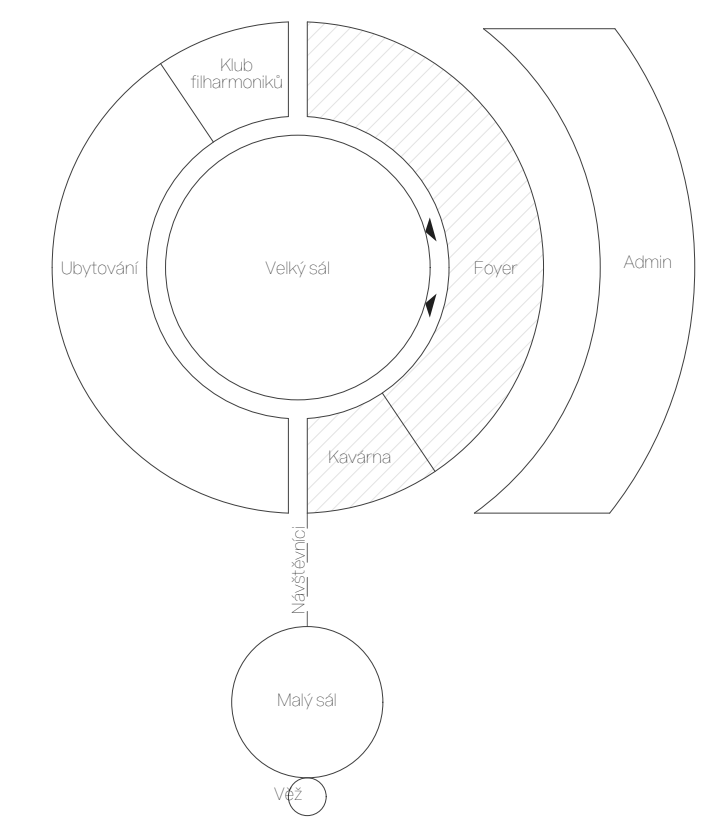 Klub
filharmoniků
Ubytování
Velký sál
Foyer
Admin
Kavárna
Návštěvníci
Malý sál
Věž